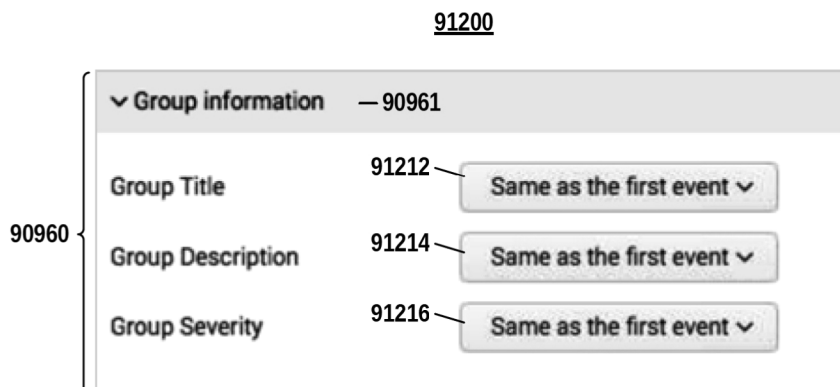 91200
Group information 90961
Group Title 91212 Same as the first event
90960
Group Description 91214 Same as the first event
Group Severity 91216 Same as the first event